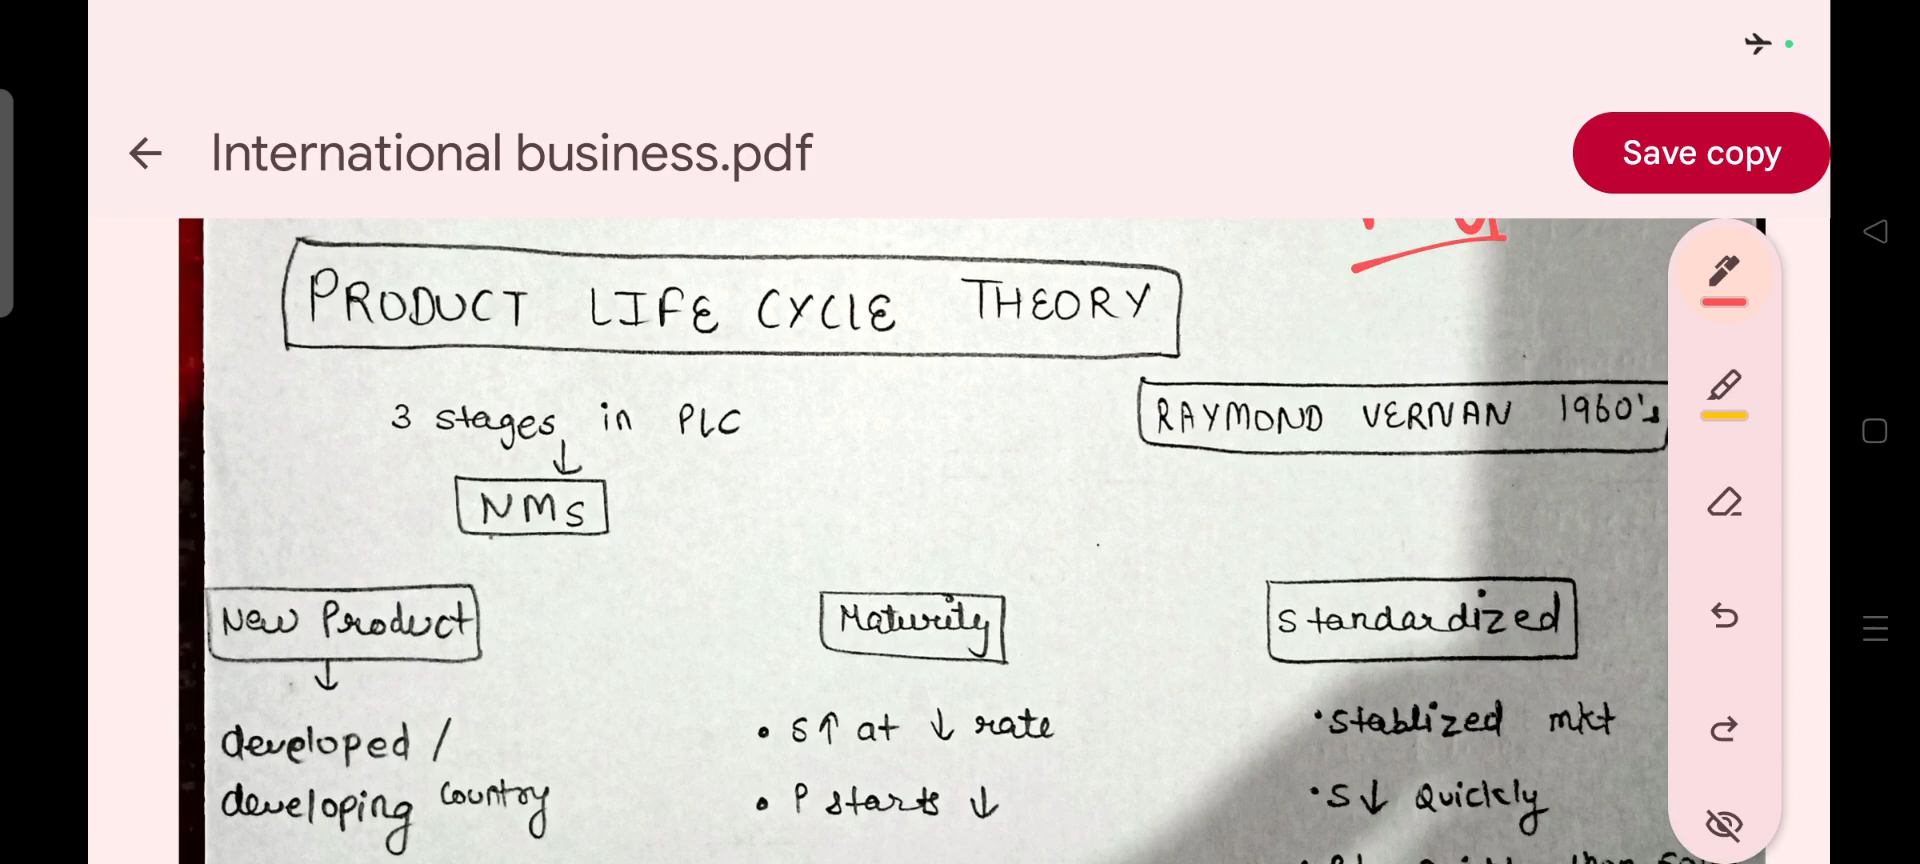 International business.pdf
Save copy
PRODUCT LIFE CYCLE THEORY
3 stages in PLC
RAYMOND VERNAN 1960's
NMS
New Product
Maturity
Standardized
↓
developed /
developing country
• S↑ at ↓ rate
• P starts ↓
• Stablized mkt
• S↓ Quickly